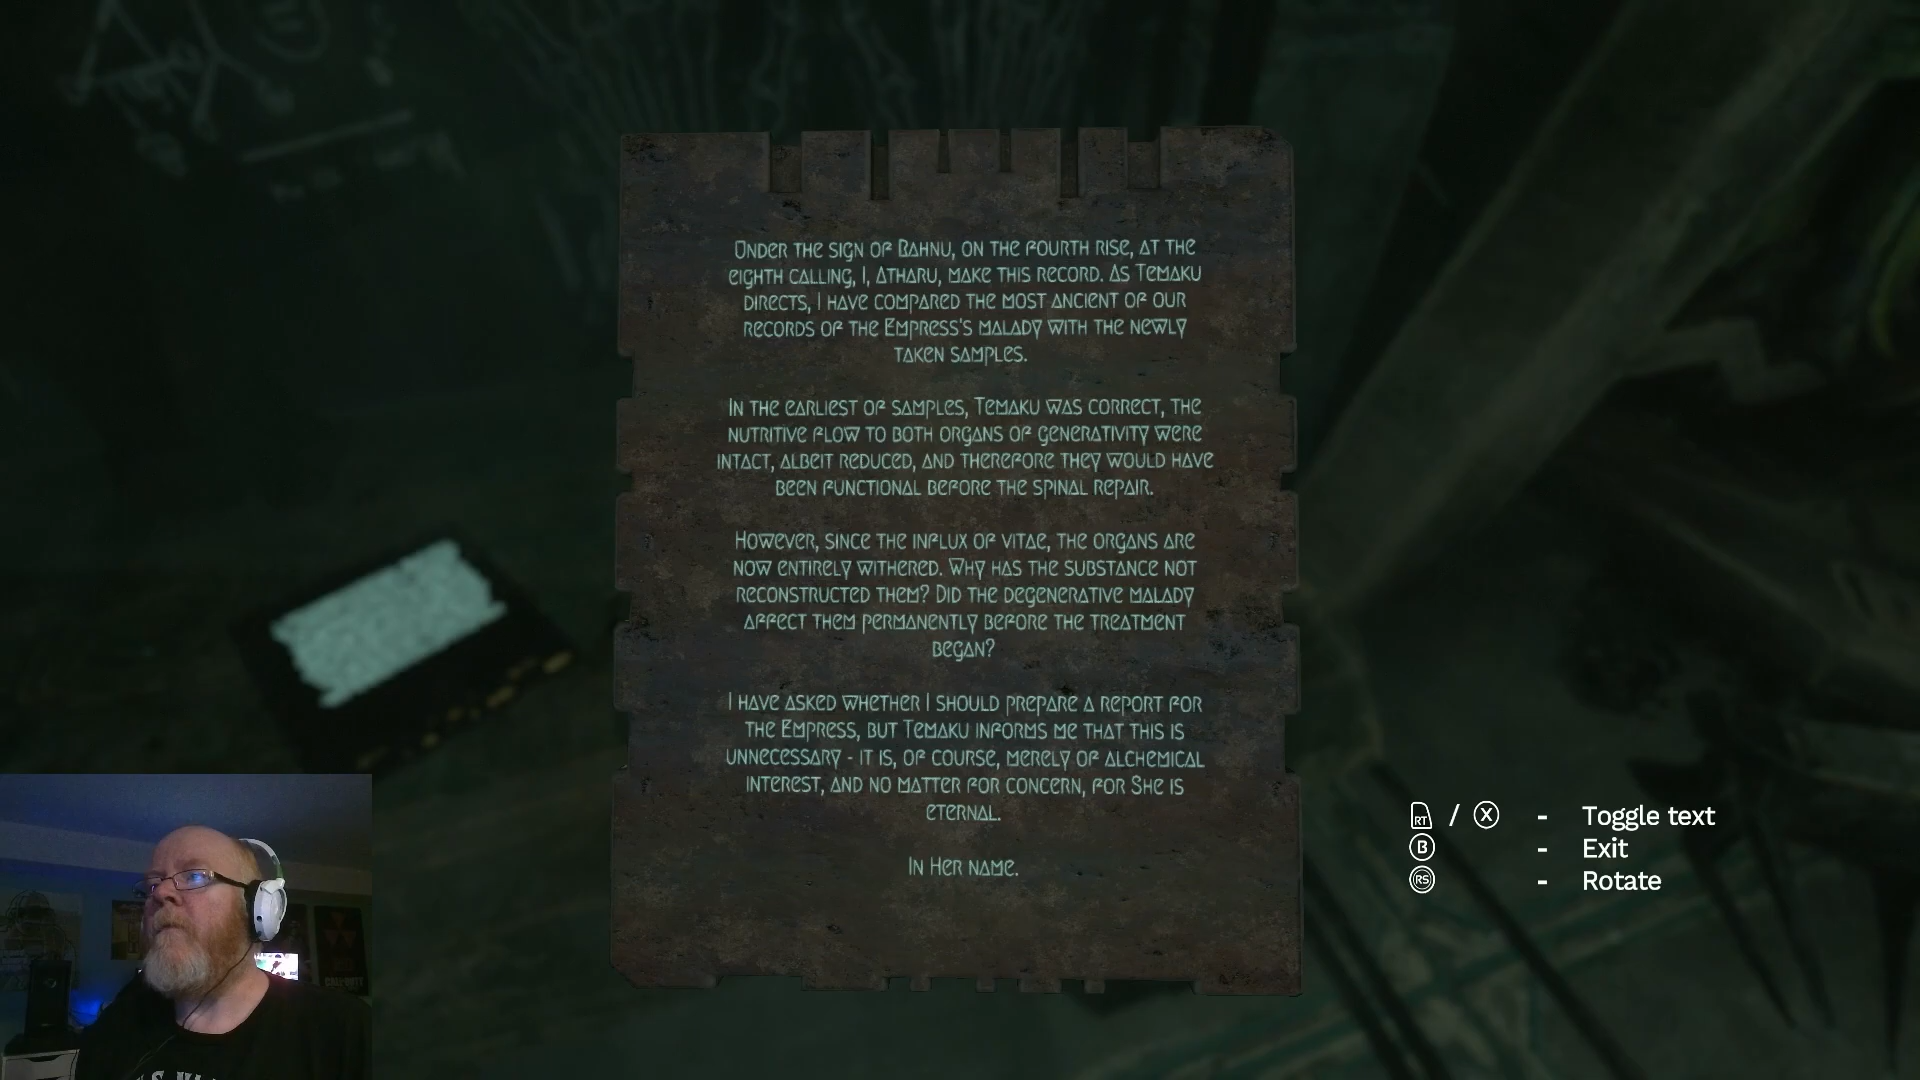 Under the sign of Bahnu, on the fourth rise, at the
eighth calling, I, Atharu, make this record. As Temaku
directs, I have compared the most ancient of our
records of the Empress's malady with the newly
taken samples.
In the earliest of samples, Temaku was correct, the
nutritive flow to both organs of generativity were
intact, albeit reduced, and therefore they would have
been functional before the spinal repair.
However, since the influx of vitae, the organs are
now entirely withered. Why has the substance not
reconstructed them? Did the degenerative malady
affect them permanently before the treatment
began?
I have asked whether I should prepare a report for
the Empress, but Temaku informs me that this is
unnecessary - it is, of course, merely of alchemical
interest, and no matter for concern, for She is
eternal.
In Her name.
RT / X - Toggle text
B - Exit
RS - Rotate
CALL OF DUTY